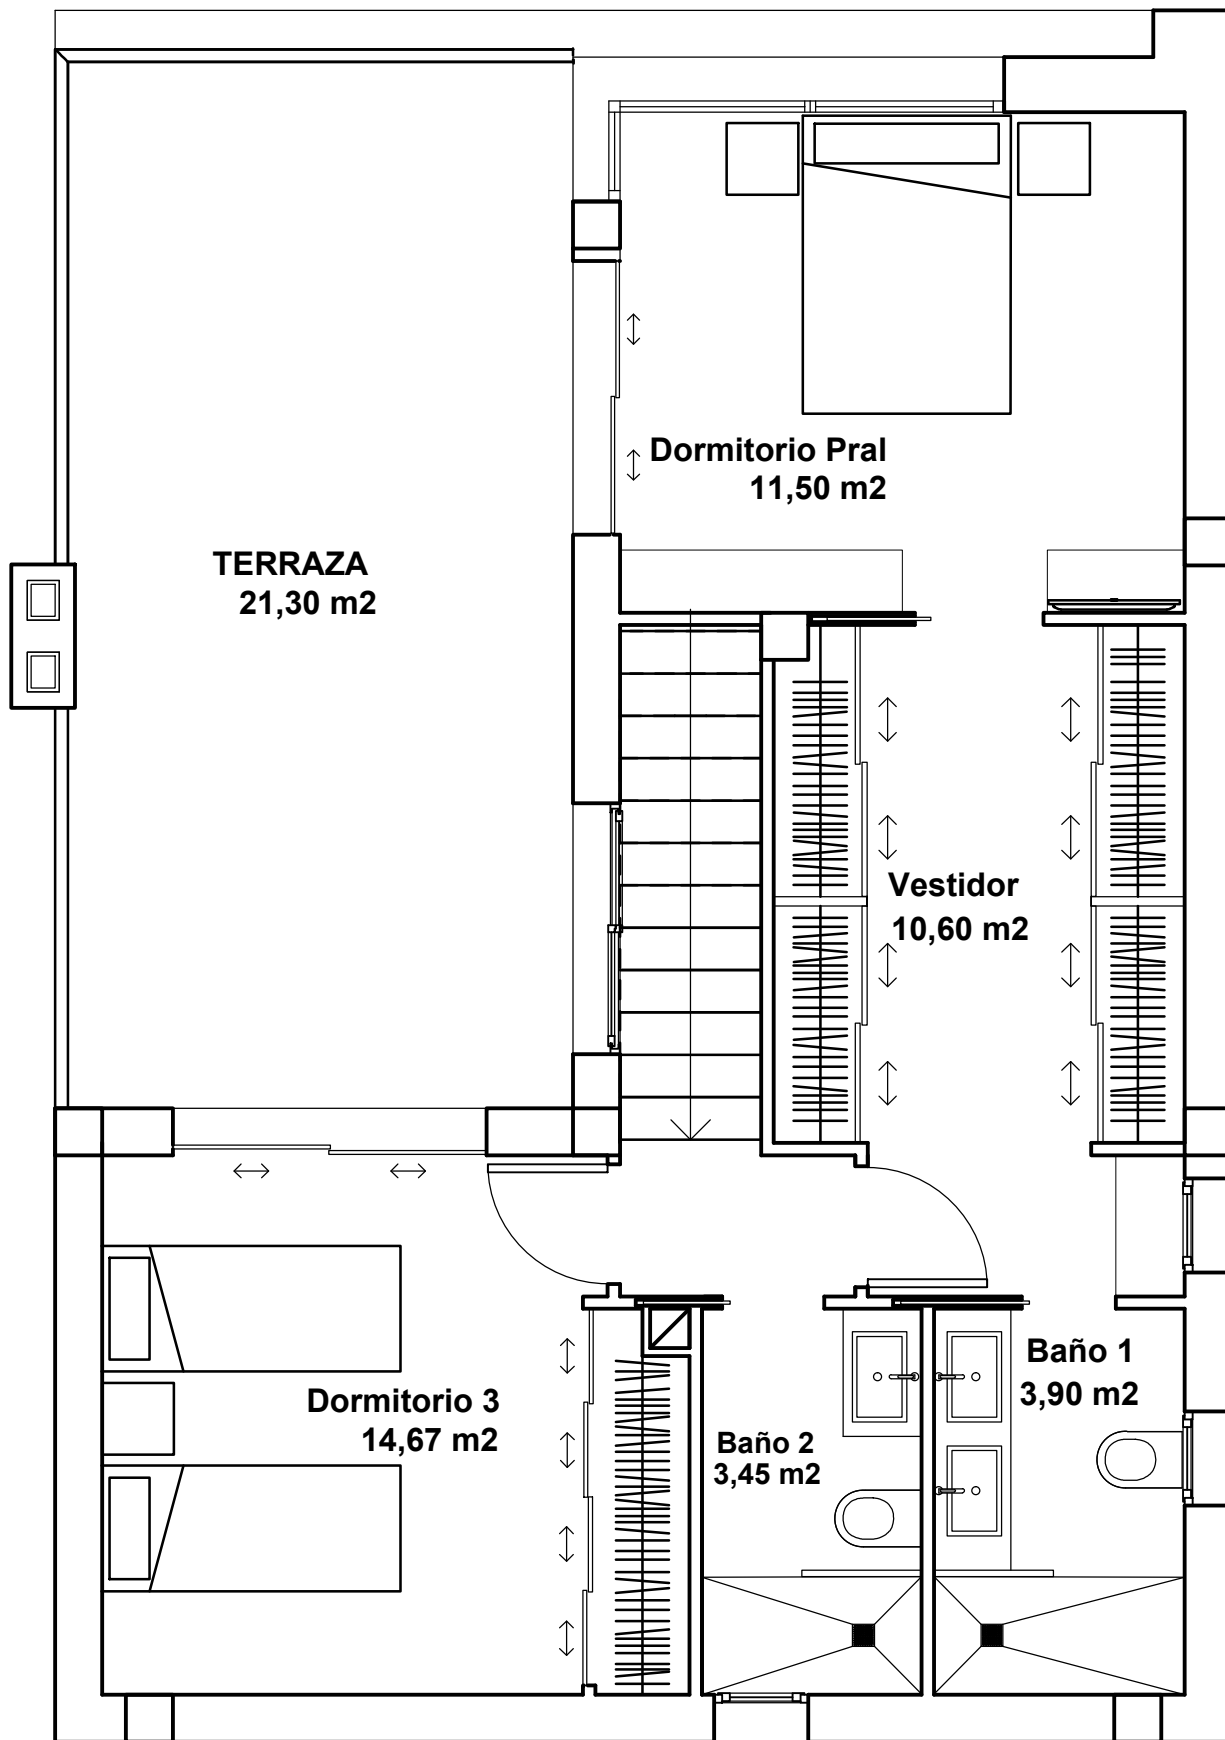 Dormitorio Pral
11,50 m2
TERRAZA
21,30 m2
Vestidor
10,60 m2
Baño 1
3,90 m2
Dormitorio 3
14,67 m2
Baño 2
3,45 m2